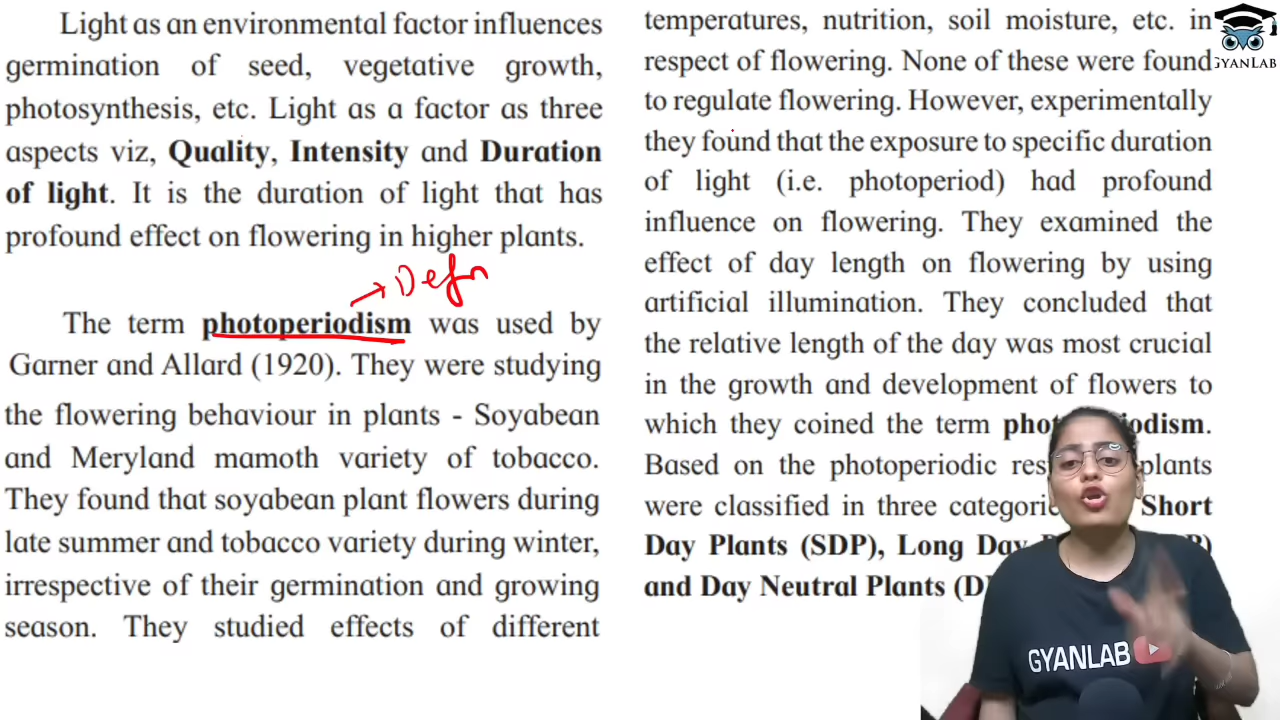 Light as an environmental factor influences
germination of seed, vegetative growth,
photosynthesis, etc. Light as a factor as three
aspects viz, Quality, Intensity and Duration
of light. It is the duration of light that has
profound effect on flowering in higher plants.
Defn
The term photoperiodism was used by
Garner and Allard (1920). They were studying
the flowering behaviour in plants - Soyabean
and Meryland mamoth variety of tobacco.
They found that soyabean plant flowers during
late summer and tobacco variety during winter,
irrespective of their germination and growing
season. They studied effects of different
temperatures, nutrition, soil moisture, etc. in
respect of flowering. None of these were found
to regulate flowering. However, experimentally
they found that the exposure to specific duration
of light (i.e. photoperiod) had profound
influence on flowering. They examined the
effect of day length on flowering by using
artificial illumination. They concluded that
the relative length of the day was most crucial
in the growth and development of flowers to
which they coined the term
Based on the photoperiodic plants
were classified in three Short
Day Plants (SDP), Long Day
and Day Neutral Plants
GYANLAB
GYANLAB